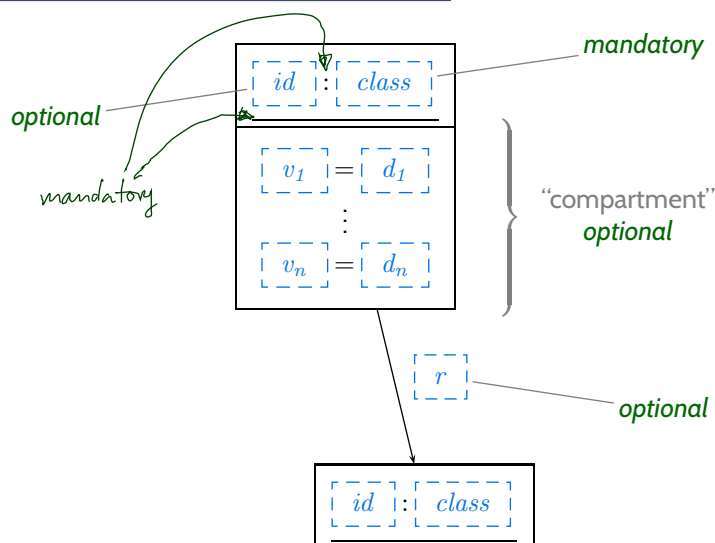 mandatory
id : class
optional
mandatory
v1 = d1
⋮
vn = dn
“compartment”
optional
r
optional
id : class